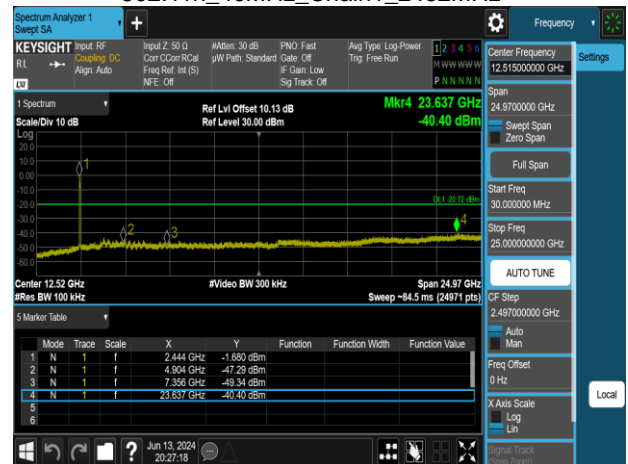 Spectrum Analyzer 1
Swept SA
Frequency
KEYSIGHT
RL
LXI
Input: RF
Coupling: DC
Align: Auto
Input Z: 50 Ω
Corr CCorr RCal
Freq Ref: Int (S)
NFE: Off
#Atten: 30 dB
µW Path: Standard
PNO: Fast
Gate: Off
IF Gain: Low
Sig Track: Off
Avg Type: Log-Power
Trig: Free Run
1 2 3 4 5 6
M W W W W W
P N N N N N
Center Frequency
12.515000000 GHz
Settings
1 Spectrum
Scale/Div 10 dB
Ref Lvl Offset 10.13 dB
Ref Level 30.00 dBm
Mkr4 23.637 GHz
-40.40 dBm
Span
24.9700000 GHz
Swept Span
Zero Span
Full Span
Start Freq
30.000000 MHz
Stop Freq
25.000000000 GHz
AUTO TUNE
CF Step
2.497000000 GHz
Auto
Man
Freq Offset
0 Hz
X Axis Scale
Log
Lin
Signal Track
(Span Zoom)
Local
Log
20.0
10.0
0.00
-10.0
-20.0
-30.0
-40.0
-50.0
-60.0
1
2
3
4
DL1 -20.72 dBm
Center 12.52 GHz
#Video BW 300 kHz
Span 24.97 GHz
#Res BW 100 kHz
Sweep ~84.5 ms (24971 pts)
5 Marker Table
Mode Trace Scale X Y Function Function Width Function Value
1 N 1 f 2.444 GHz -1.680 dBm
2 N 1 f 4.904 GHz -47.29 dBm
3 N 1 f 7.356 GHz -49.34 dBm
4 N 1 f 23.637 GHz -40.40 dBm
5
6
?
Jun 13, 2024
20:27:18